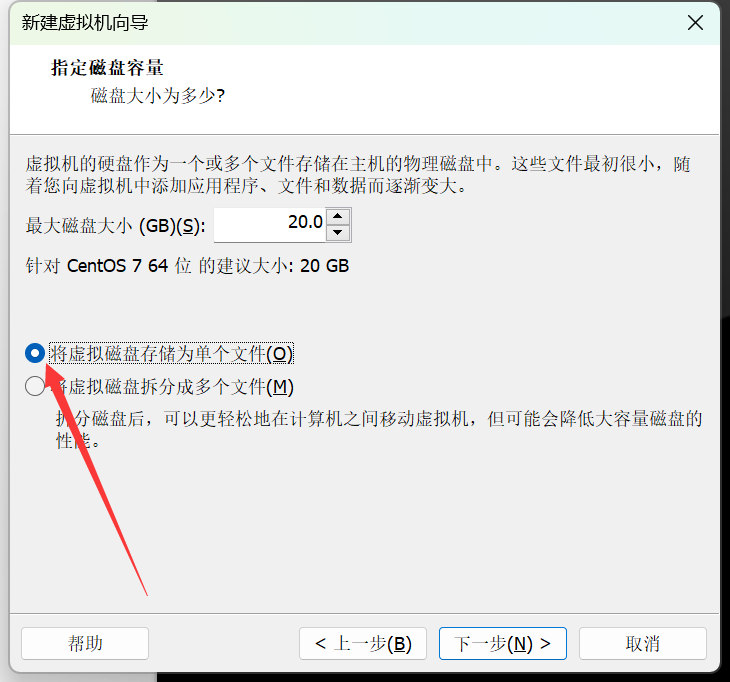 新建虚拟机向导
指定磁盘容量
磁盘大小为多少?
虚拟机的硬盘作为一个或多个文件存储在主机的物理磁盘中。这些文件最初很小，随
着您向虚拟机中添加应用程序、文件和数据而逐渐变大。
最大磁盘大小 (GB)(S): 20.0
针对 CentOS 7 64 位 的建议大小: 20 GB
将虚拟磁盘存储为单个文件(O)
将虚拟磁盘拆分成多个文件(M)
拆分磁盘后，可以更轻松地在计算机之间移动虚拟机，但可能会降低大容量磁盘的
性能。
帮助 < 上一步(B) 下一步(N) > 取消